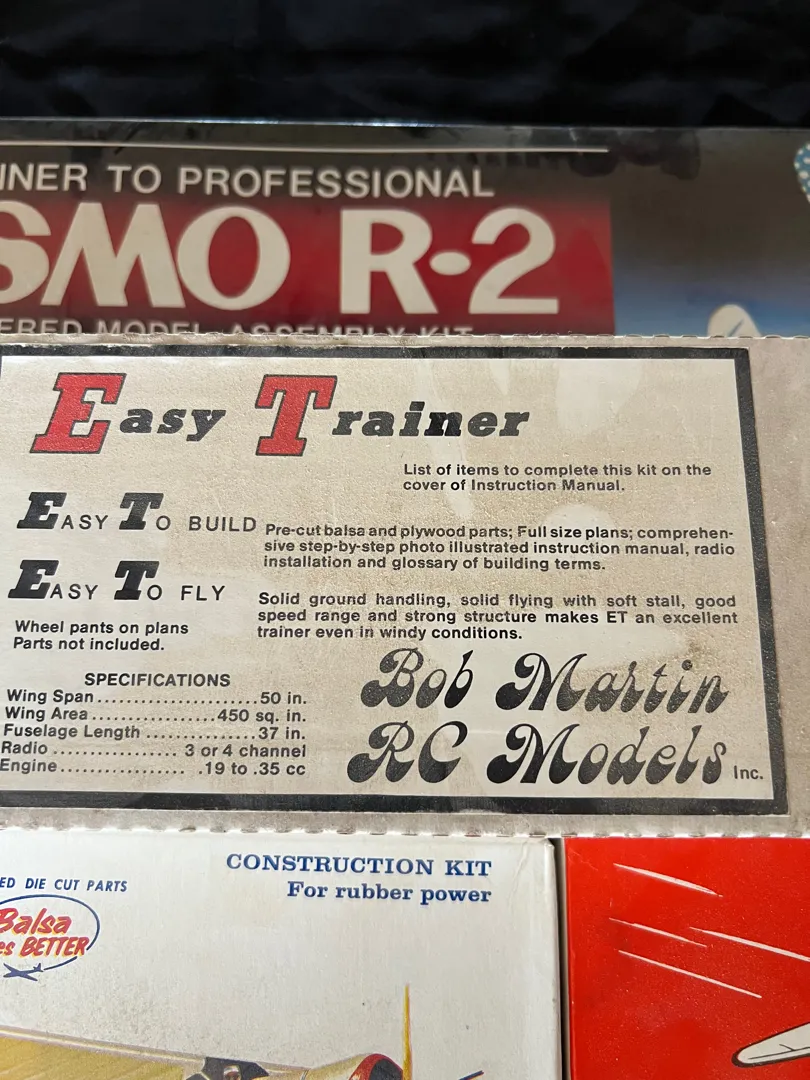 INER TO PROFESSIONAL
SMO R-2
ERED MODEL ASSEMBLY KIT
Easy Trainer
List of items to complete this kit on the
cover of Instruction Manual.
EASY TO BUILD
Pre-cut balsa and plywood parts; Full size plans; comprehen-
sive step-by-step photo illustrated instruction manual, radio
installation and glossary of building terms.
EASY TO FLY
Solid ground handling, solid flying with soft stall, good
speed range and strong structure makes ET an excellent
trainer even in windy conditions.
Wheel pants on plans
Parts not included.
SPECIFICATIONS
Wing Span......................50 in.
Wing Area................450 sq. in.
Fuselage Length..............37 in.
Radio................. 3 or 4 channel
Engine................. .19 to .35 cc
Bob Martin
RC Models Inc.
CONSTRUCTION KIT
For rubber power
ED DIE CUT PARTS
Balsa
es BETTER